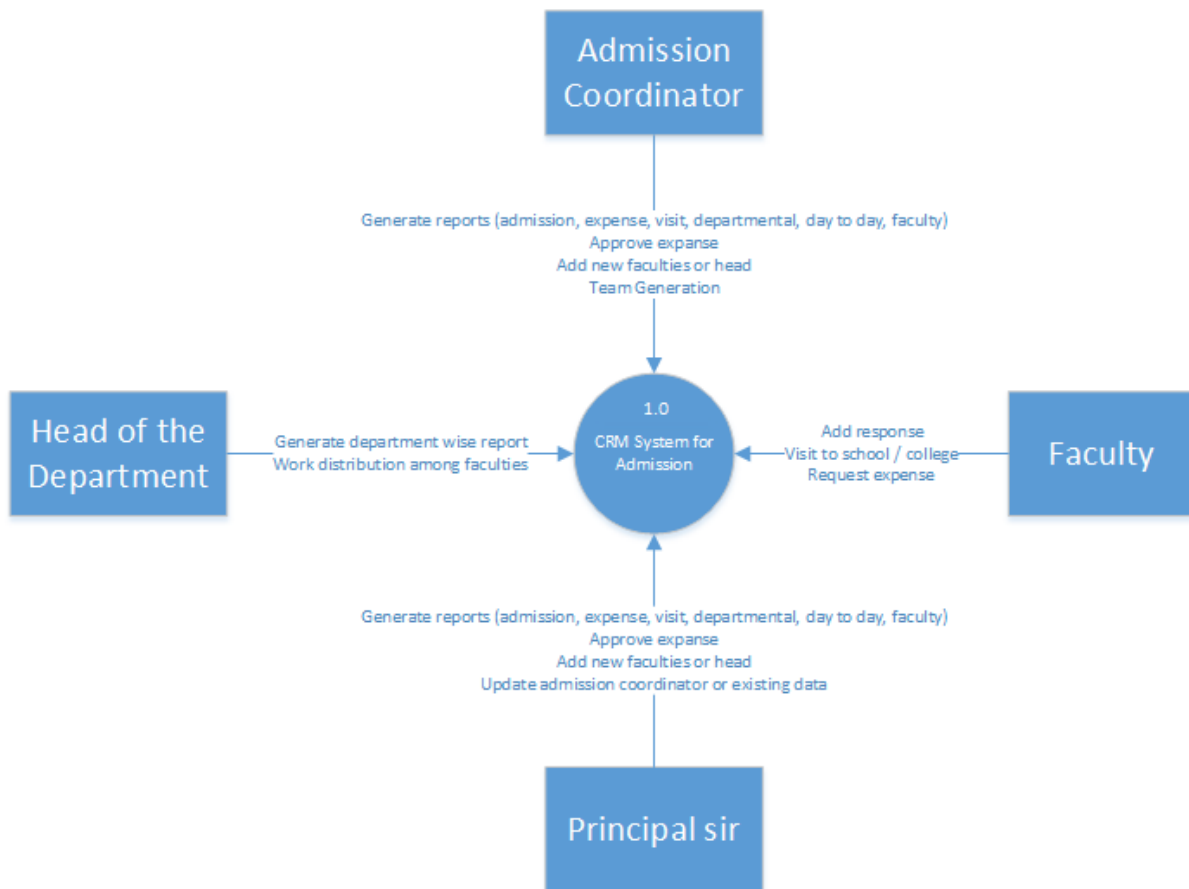 Admission
Coordinator
Generate reports (admission, expense, visit, departmental, day to day, faculty)
Approve expanse
Add new faculties or head
Team Generation
Head of the
Department
Generate department wise report
Work distribution among faculties
1.0
CRM System for
Admission
Add response
Visit to school / college
Request expense
Faculty
Generate reports (admission, expense, visit, departmental, day to day, faculty)
Approve expanse
Add new faculties or head
Update admission coordinator or existing data
Principal sir